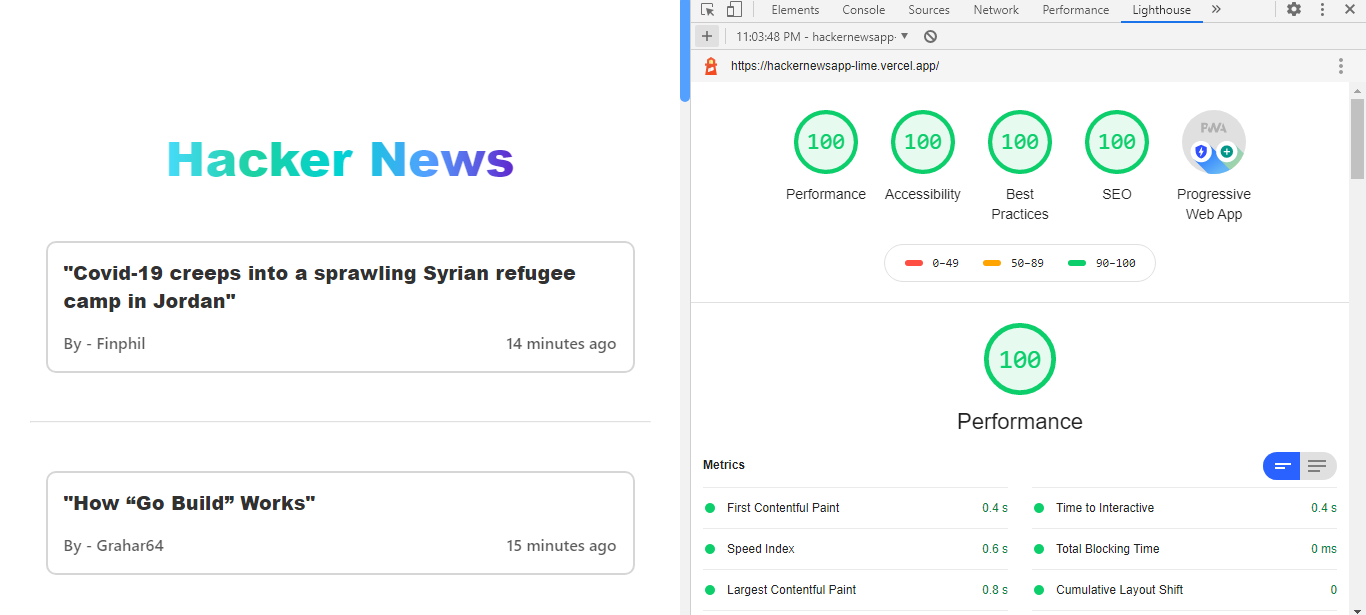 Hacker News
"Covid-19 creeps into a sprawling Syrian refugee
camp in Jordan"
By - Finphil 14 minutes ago
"How “Go Build” Works"
By - Grahar64 15 minutes ago
Elements Console Sources Network Performance Lighthouse
11:03:48 PM - hackernewsapp-
https://hackernewsapp-lime.vercel.app/
100 100 100 100 PWA
Performance Accessibility Best SEO Progressive
Practices Web App
0–49 50–89 90–100
100
Performance
Metrics
First Contentful Paint 0.4 s Time to Interactive 0.4 s
Speed Index 0.6 s Total Blocking Time 0 ms
Largest Contentful Paint 0.8 s Cumulative Layout Shift 0